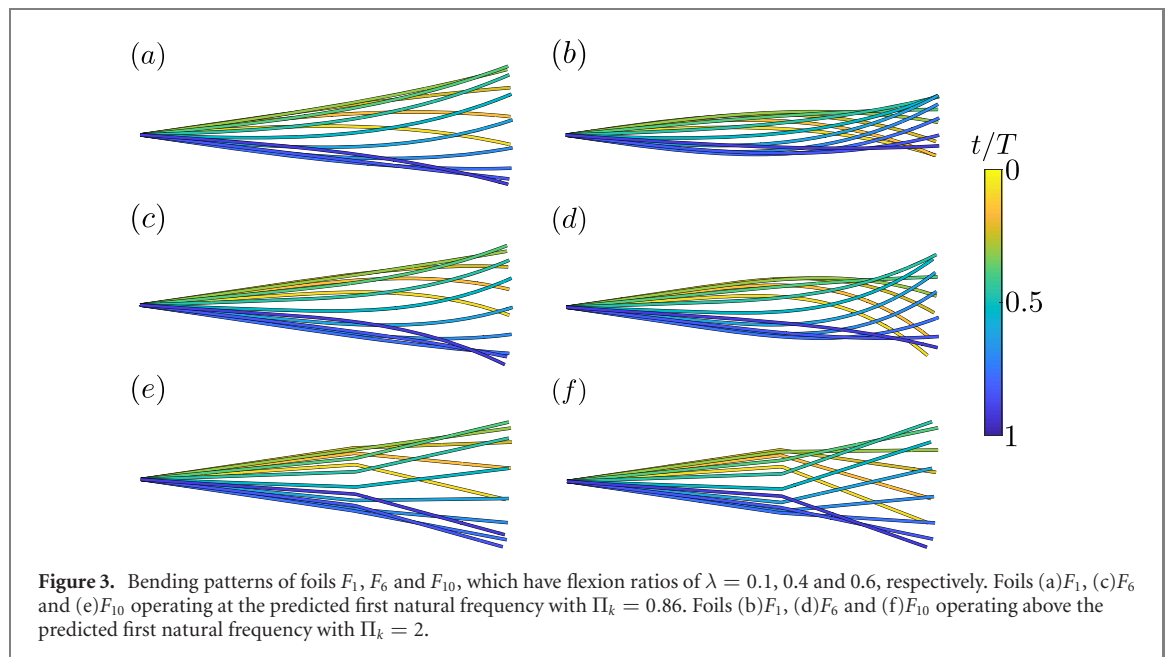 (a)
(b)
t/T
0
(c)
(d)
0.5
(e)
(f)
1
Figure 3. Bending patterns of foils F₁, F₆ and F₁₀, which have flexion ratios of λ = 0.1, 0.4 and 0.6, respectively. Foils (a)F₁, (c)F₆
and (e)F₁₀ operating at the predicted first natural frequency with Πₖ = 0.86. Foils (b)F₁, (d)F₆ and (f)F₁₀ operating above the
predicted first natural frequency with Πₖ = 2.